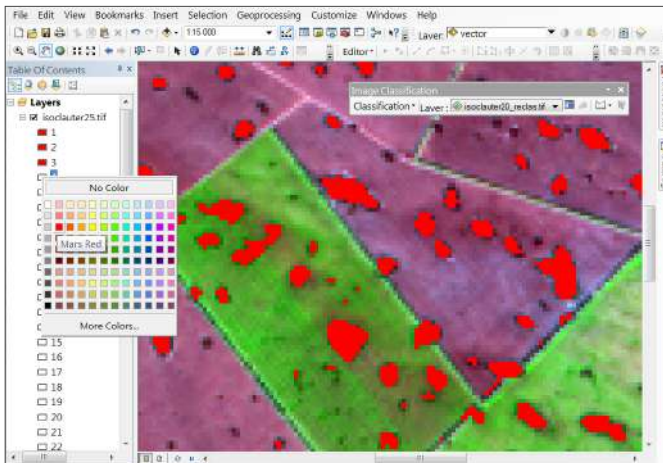 File Edit View Bookmarks Insert Selection Geoprocessing Customize Windows Help
1:15 000
Layer: vector
Editor
Table Of Contents
Image Classification
Classification Layer: isoclauter20_reclas.tif
Layers
isoclauter25.tif
1
2
3
No Color
Mars Red
More Colors...
15
16
17
18
19
20
21
22